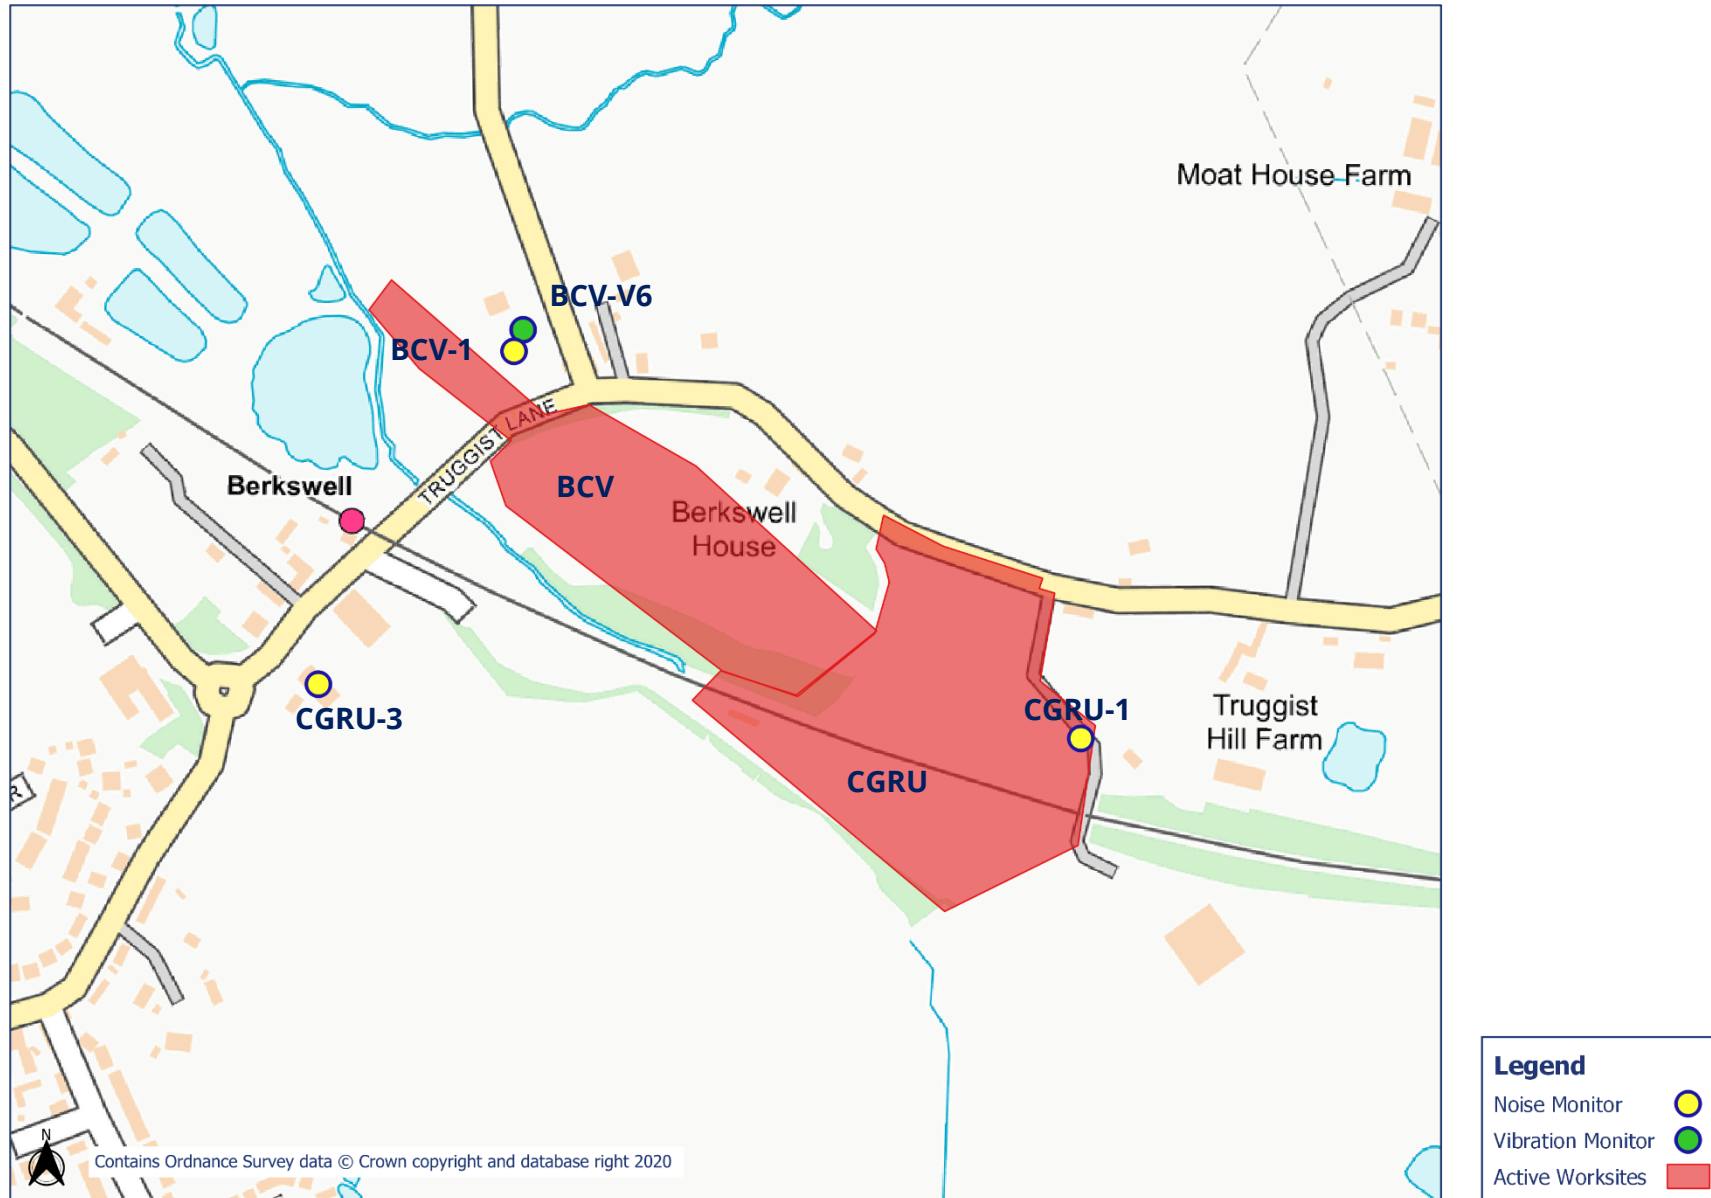 Moat House Farm
BCV-V6
BCV-1
TRUGGIST LANE
Berkswell
BCV
Berkswell
House
CGRU-3
CGRU-1
Truggist
Hill Farm
CGRU
R
N
Contains Ordnance Survey data © Crown copyright and database right 2020
Legend
Noise Monitor
Vibration Monitor
Active Worksites